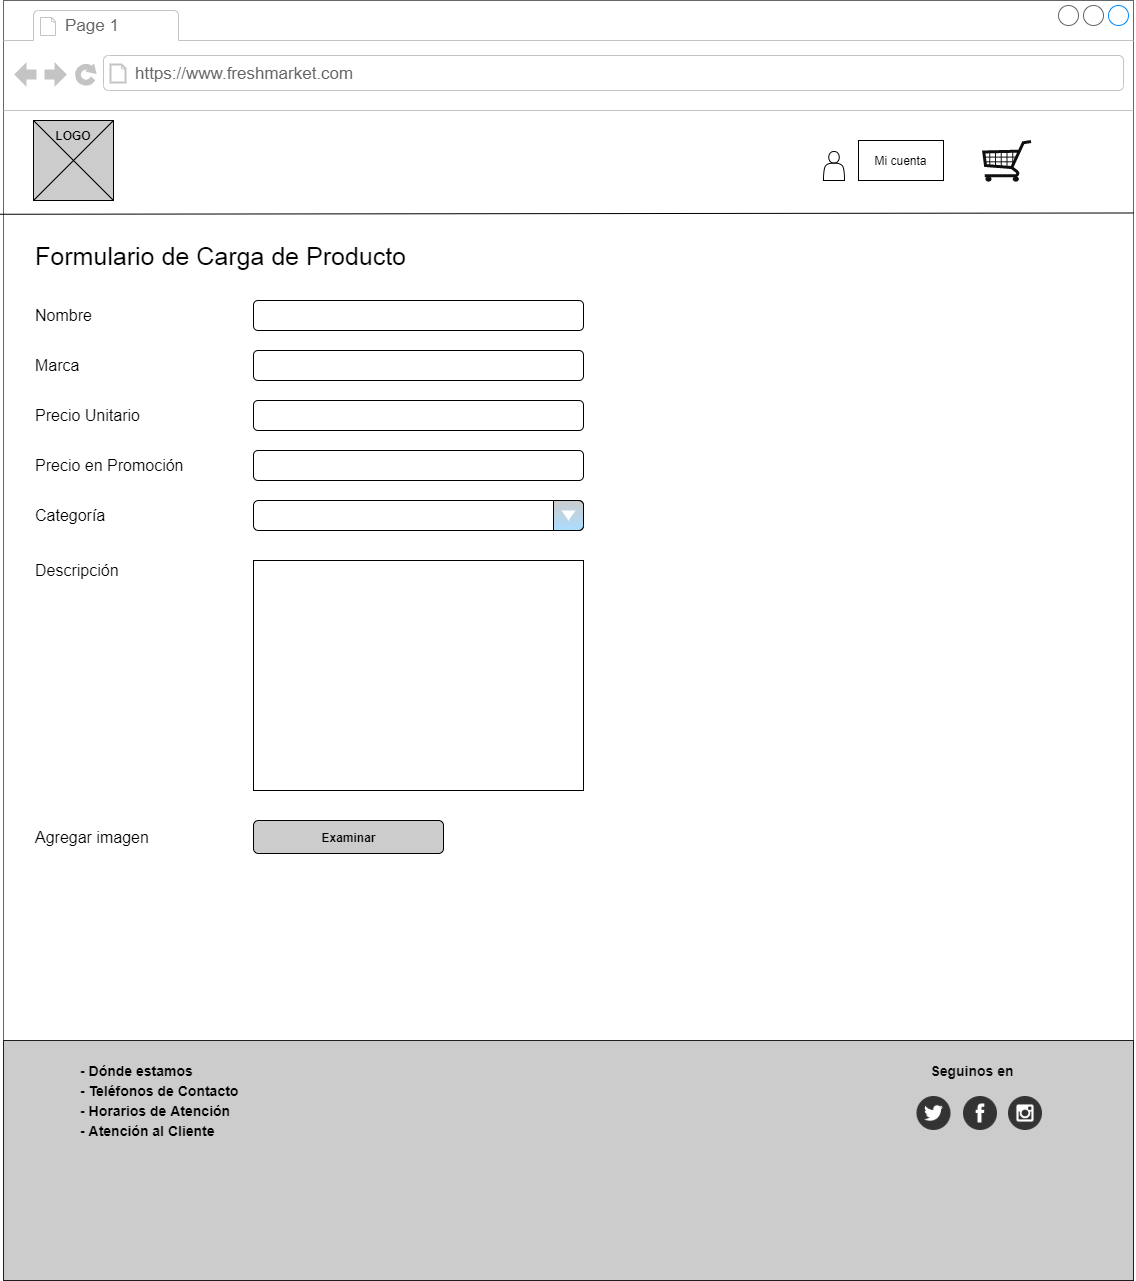 Page 1
https://www.freshmarket.com
LOGO
Mi cuenta
Formulario de Carga de Producto
Nombre
Marca
Precio Unitario
Precio en Promoción
Categoría
Descripción
Agregar imagen
Examinar
- Dónde estamos
- Teléfonos de Contacto
- Horarios de Atención
- Atención al Cliente
Seguinos en